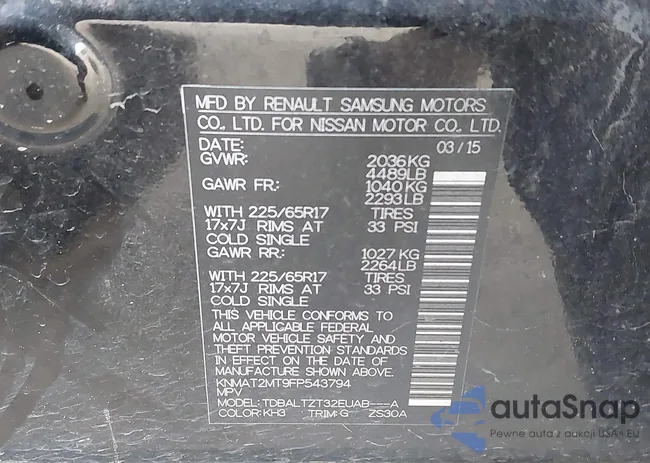 MFD BY RENAULT SAMSUNG MOTORS
CO., LTD. FOR NISSAN MOTOR CO., LTD.
DATE: 03/15
GVWR: 2036KG
4489LB
GAWR FR: 1040KG
2293LB
WITH 225/65R17 TIRES
17x7J RIMS AT 33 PSI
COLD SINGLE
GAWR RR: 1027KG
2264LB
WITH 225/65R17 TIRES
17x7J RIMS AT 33 PSI
COLD SINGLE
THIS VEHICLE CONFORMS TO
ALL APPLICABLE FEDERAL
MOTOR VEHICLE SAFETY AND
THEFT PREVENTION STANDARDS
IN EFFECT ON THE DATE OF
MANUFACTURE SHOWN ABOVE.
KNMAT2MT9FP543794
MPV
MODEL: TDBALTZT32EUAB---A
COLOR: KH3 TRIM: G ZS30A
autoSnap
Pewne auta z aukcji USA i EU